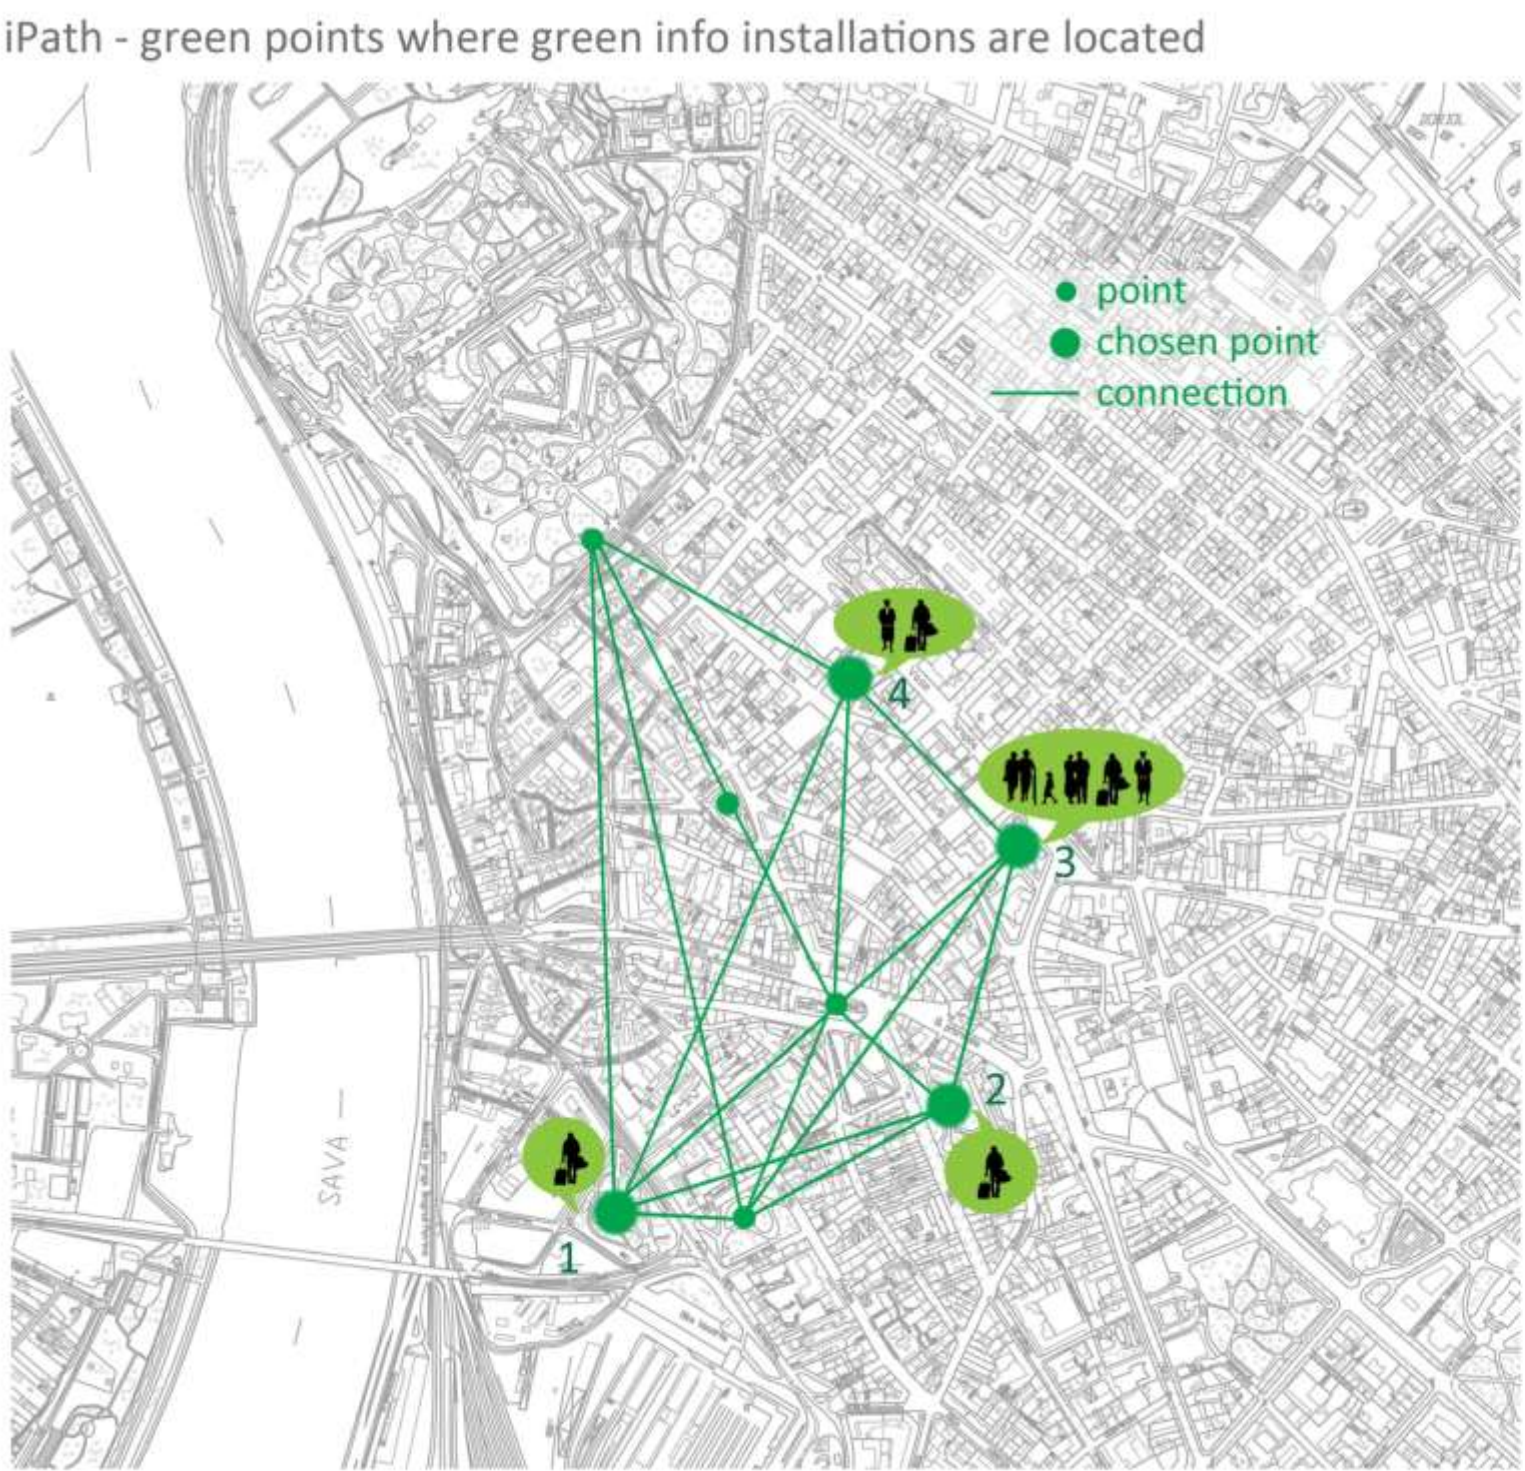 iPath - green points where green info installations are located
point
chosen point
connection
4
3
2
1
SAVA